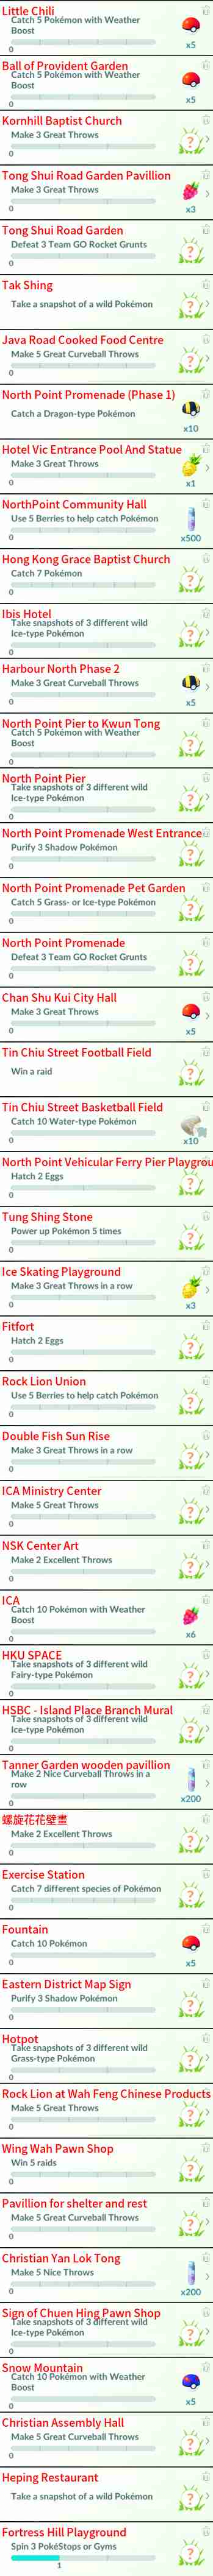 Little Chili
Catch 5 Pokémon with Weather
Boost
0
x5
Ball of Provident Garden
Catch 5 Pokémon with Weather
Boost
0
x5
Kornhill Baptist Church
Make 3 Great Throws
?
0
Tong Shui Road Garden Pavillion
Make 3 Great Throws
0
x3
Tong Shui Road Garden
Defeat 3 Team GO Rocket Grunts
?
0
Tak Shing
Take a snapshot of a wild Pokémon
?
Java Road Cooked Food Centre
Make 5 Great Curveball Throws
?
0
North Point Promenade (Phase 1)
Catch a Dragon-type Pokémon
x10
Hotel Vic Entrance Pool And Statue
Make 3 Great Throws
0
x1
NorthPoint Community Hall
Use 5 Berries to help catch Pokémon
0
x500
Hong Kong Grace Baptist Church
Catch 7 Pokémon
?
0
Ibis Hotel
Take snapshots of 3 different wild
Ice-type Pokémon
?
0
Harbour North Phase 2
Make 3 Great Curveball Throws
0
x5
North Point Pier to Kwun Tong
Catch 5 Pokémon with Weather
Boost
?
0
North Point Pier
Take snapshots of 3 different wild
Ice-type Pokémon
?
0
North Point Promenade West Entrance
Purify 3 Shadow Pokémon
?
0
North Point Promenade Pet Garden
Catch 5 Grass- or Ice-type Pokémon
?
0
North Point Promenade
Defeat 3 Team GO Rocket Grunts
?
0
Chan Shu Kui City Hall
Make 3 Great Throws
0
x5
Tin Chiu Street Football Field
Win a raid
?
Tin Chiu Street Basketball Field
Catch 10 Water-type Pokémon
0
x10
North Point Vehicular Ferry Pier Playgrou
Hatch 2 Eggs
?
0
Tung Shing Stone
Power up Pokémon 5 times
?
0
Ice Skating Playground
Make 3 Great Throws in a row
0
x3
Fitfort
Hatch 2 Eggs
?
0
Rock Lion Union
Use 5 Berries to help catch Pokémon
?
0
Double Fish Sun Rise
Make 3 Great Throws in a row
?
0
ICA Ministry Center
Make 5 Great Throws
?
0
NSK Center Art
Make 2 Excellent Throws
?
0
ICA
Catch 10 Pokémon with Weather
Boost
0
x6
HKU SPACE
Take snapshots of 3 different wild
Fairy-type Pokémon
?
0
HSBC - Island Place Branch Mural
Take snapshots of 3 different wild
Ice-type Pokémon
?
0
Tanner Garden wooden pavillion
Make 2 Nice Curveball Throws in a
row
0
x200
螺旋花花壁畫
Make 2 Excellent Throws
?
0
Exercise Station
Catch 7 different species of Pokémon
?
0
Fountain
Catch 10 Pokémon
0
x5
Eastern District Map Sign
Purify 3 Shadow Pokémon
?
0
Hotpot
Take snapshots of 3 different wild
Grass-type Pokémon
?
0
Rock Lion at Wah Feng Chinese Products
Make 5 Great Throws
?
0
Wing Wah Pawn Shop
Win 5 raids
?
0
Pavillion for shelter and rest
Make 5 Great Curveball Throws
?
0
Christian Yan Lok Tong
Make 5 Nice Throws
0
x200
Sign of Chuen Hing Pawn Shop
Take snapshots of 3 different wild
Ice-type Pokémon
?
0
Snow Mountain
Catch 10 Pokémon with Weather
Boost
0
x5
Christian Assembly Hall
Make 5 Great Curveball Throws
?
0
Heping Restaurant
Take a snapshot of a wild Pokémon
?
Fortress Hill Playground
Spin 3 PokéStops or Gyms
?
1